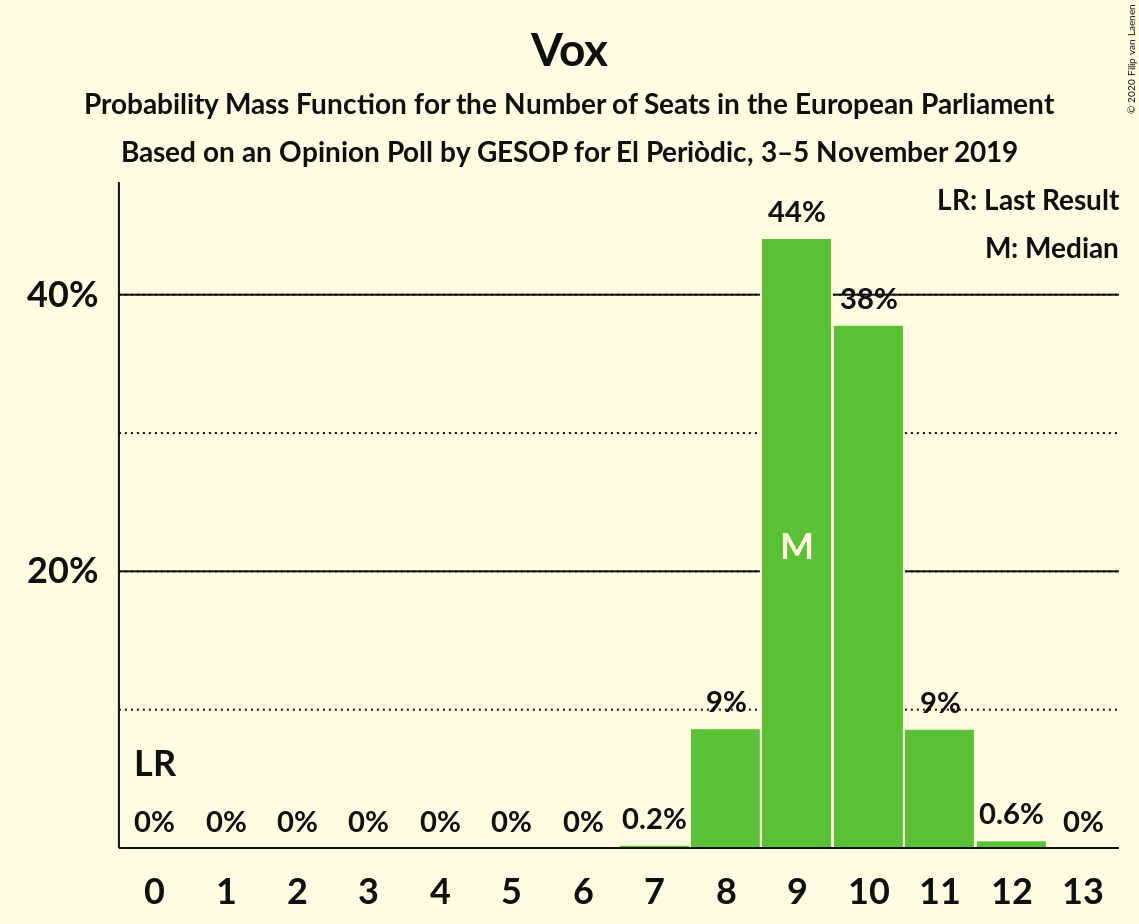 Vox
Probability Mass Function for the Number of Seats in the European Parliament
Based on an Opinion Poll by GESOP for El Periòdic, 3–5 November 2019
© 2020 Filip van Laenen
LR: Last Result
M: Median
44%
40%
38%
M
20%
9%
9%
LR
0%
0%
0%
0%
0%
0%
0%
0.2%
0.6%
0%
0 1 2 3 4 5 6 7 8 9 10 11 12 13